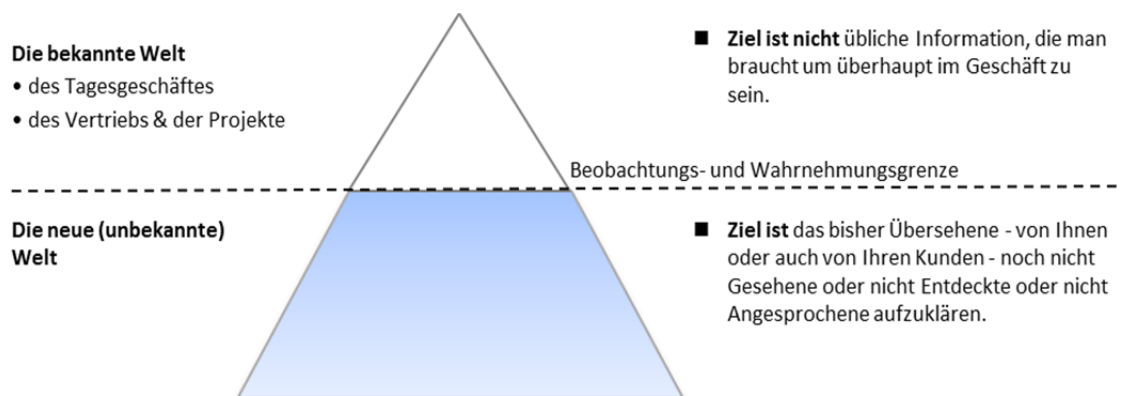 Die bekannte Welt
• des Tagesgeschäftes
• des Vertriebs & der Projekte
■ Ziel ist nicht übliche Information, die man
braucht um überhaupt im Geschäft zu
sein.
Beobachtungs- und Wahrnehmungsgrenze
Die neue (unbekannte)
Welt
■ Ziel ist das bisher Übersehene - von Ihnen
oder auch von Ihren Kunden - noch nicht
Gesehene oder nicht Entdeckte oder nicht
Angesprochene aufzuklären.